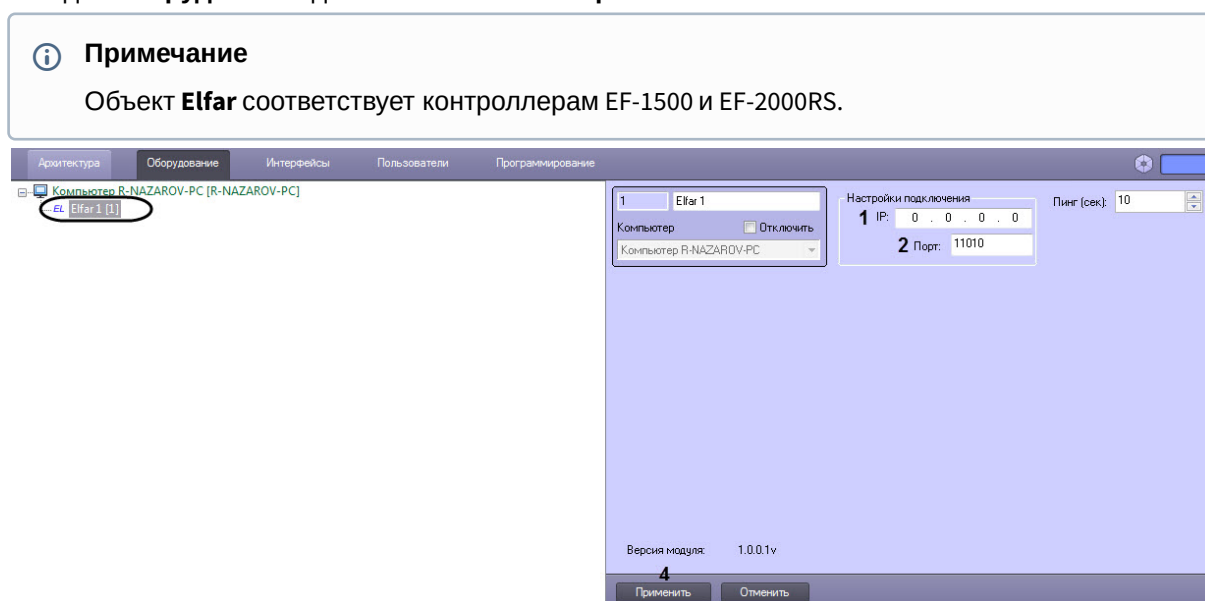 Примечание
Объект Elfar соответствует контроллерам EF-1500 и EF-2000RS.
Архитектура Оборудование Интерфейсы Пользователи Программирование
Компьютер R-NAZAROV-PC [R-NAZAROV-PC]
EL Elfar 1 [1]
1 Elfar 1
Компьютер Отключить
Компьютер R-NAZAROV-PC
Настройки подключения
1 IP: 0 . 0 . 0 . 0
2 Порт: 11010
Пинг (сек): 10
Версия модуля: 1.0.0.1v
4
Применить Отменить